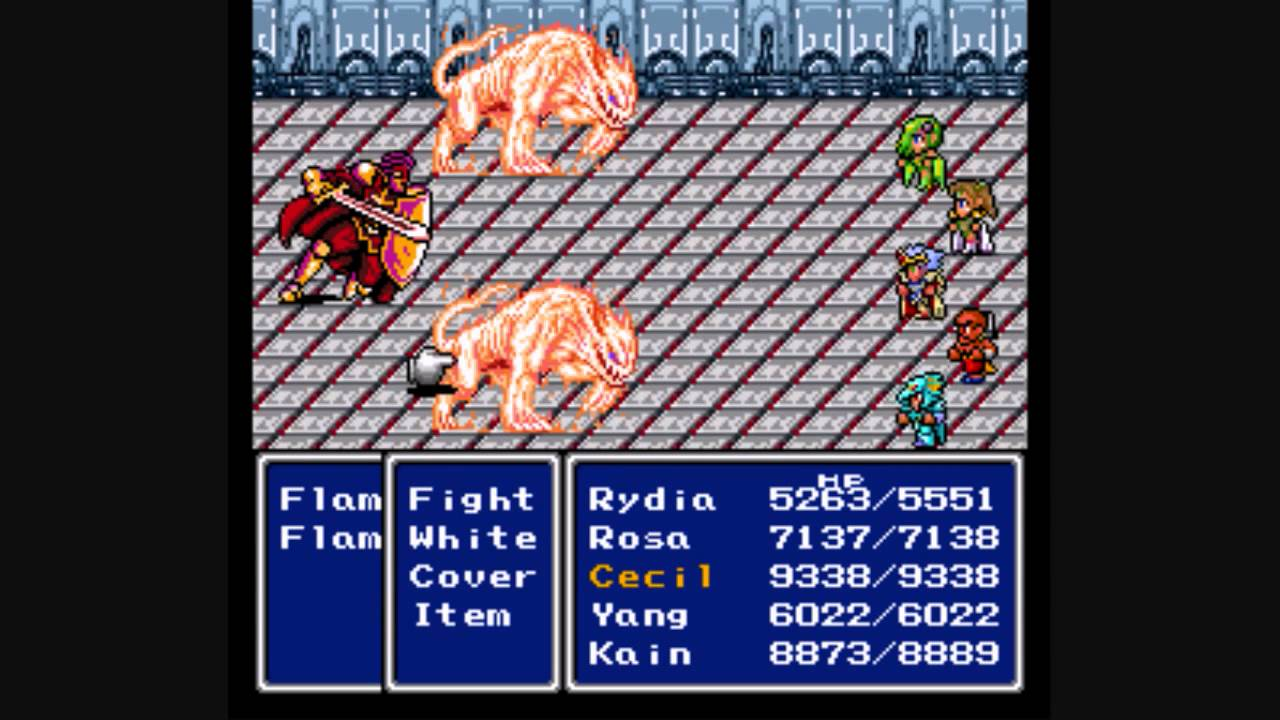 Flam
Flam
Fight
White
Cover
Item
HP
Rydia 5263/5551
Rosa 7137/7138
Cecil 9338/9338
Yang 6022/6022
Kain 8873/8889